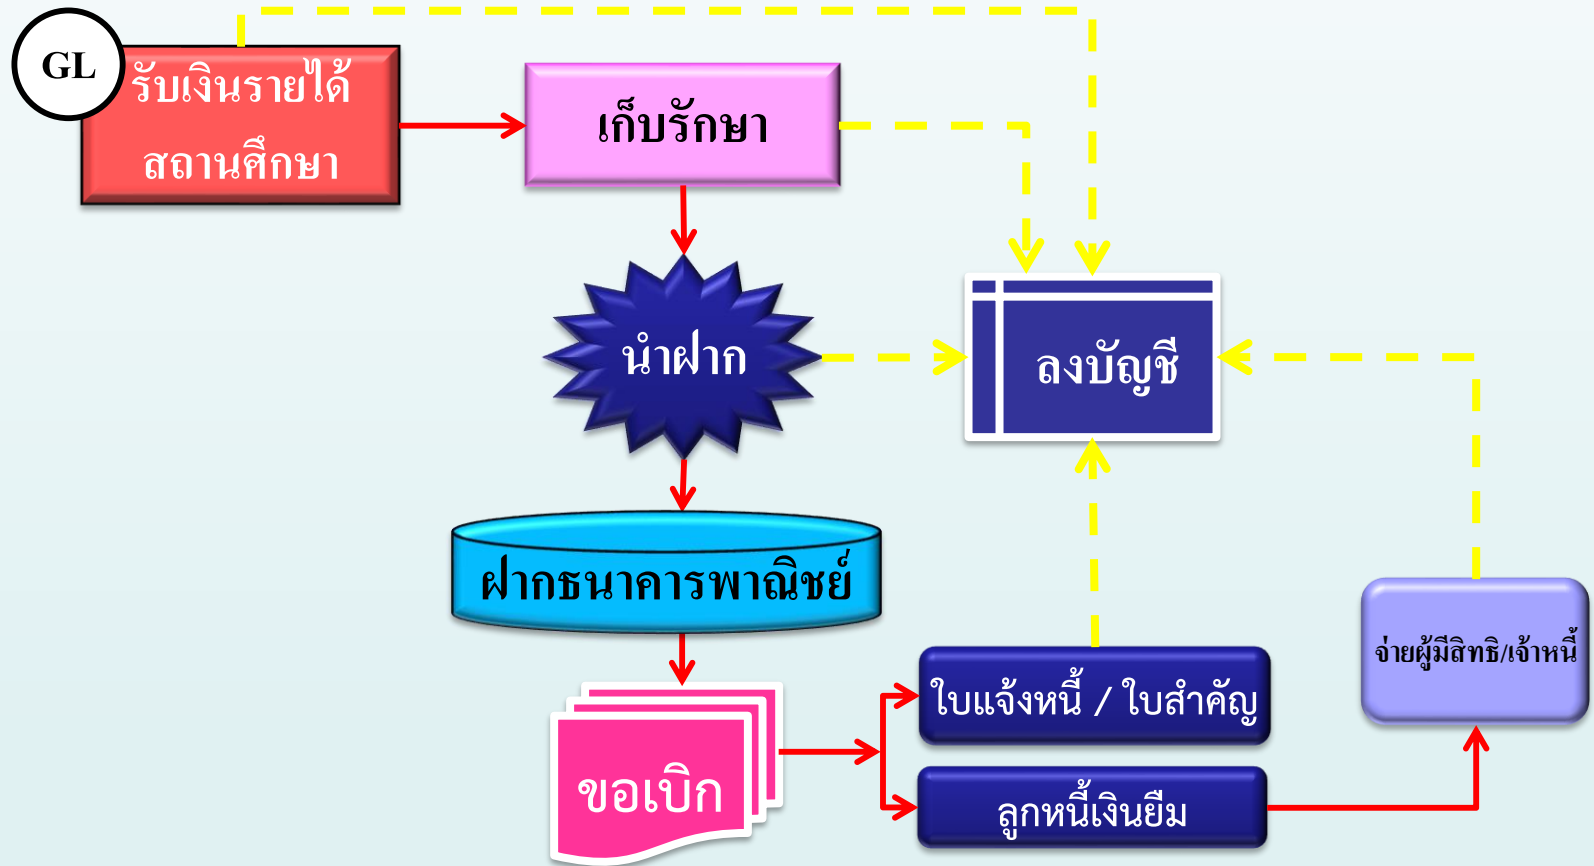 GL
รับเงินรายได้
สถานศึกษา
เก็บรักษา
นำฝาก
ลงบัญชี
ฝากธนาคารพาณิชย์
จ่ายผู้มีสิทธิ/เจ้าหนี้
ใบแจ้งหนี้ / ใบสำคัญ
ขอเบิก
ลูกหนี้เงินยืม